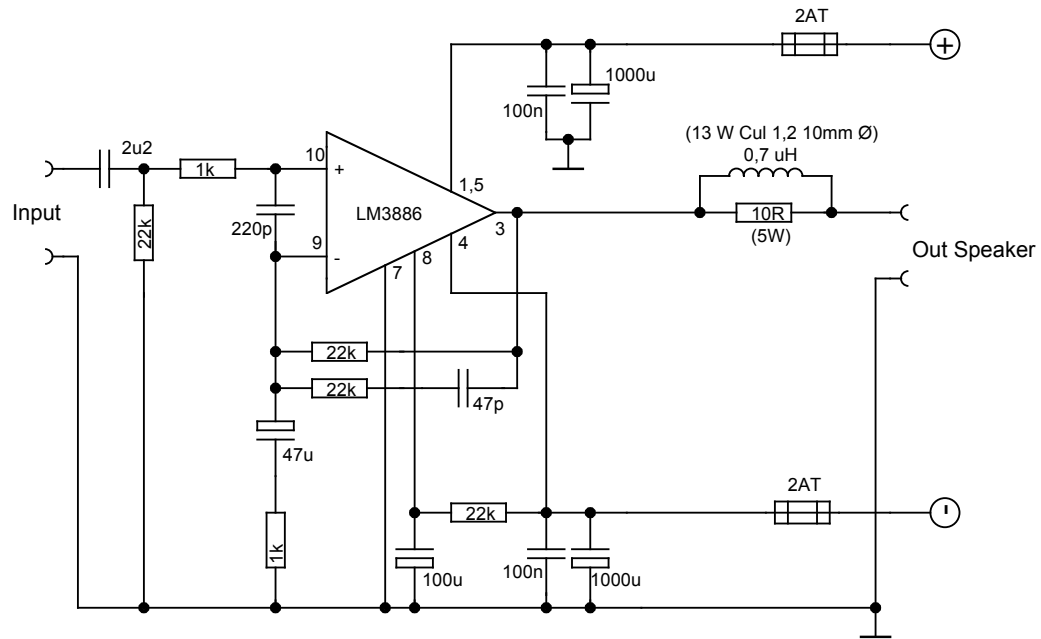 2AT
+
1000u
100n
(13 W Cul 1,2 10mm Ø)
0,7 uH
2u2
10
+
1k
1,5
LM3886
10R
Input
3
22k
220p
4
(5W)
9
-
8
Out Speaker
7
22k
22k
47p
47u
2AT
22k
-
1k
100u
100n
1000u